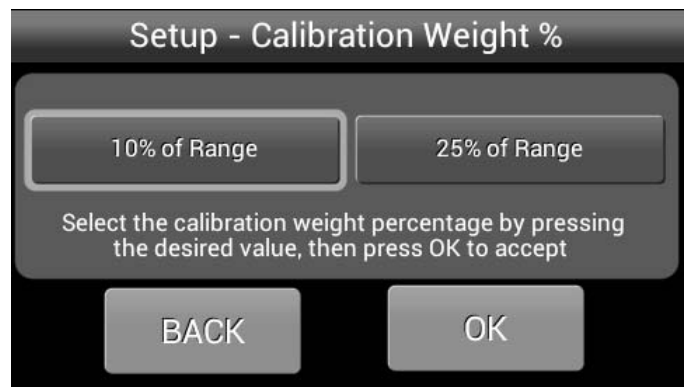 Setup - Calibration Weight %
10% of Range
25% of Range
Select the calibration weight percentage by pressing
the desired value, then press OK to accept
BACK
OK